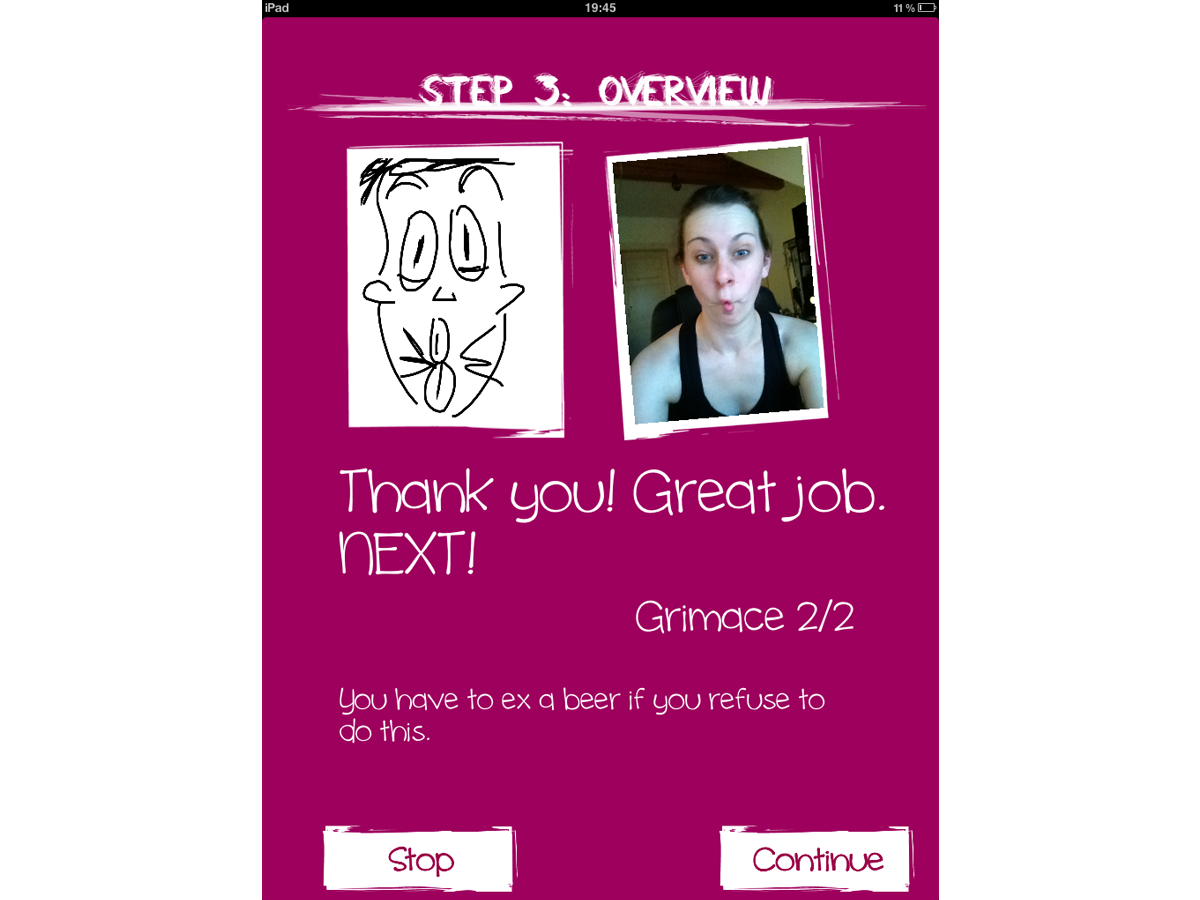 iPad 19:45 11 %
STEP 3: OVERVIEW
Thank you! Great job.
NEXT!
Grimace 2/2
You have to ex a beer if you refuse to
do this.
Stop Continue